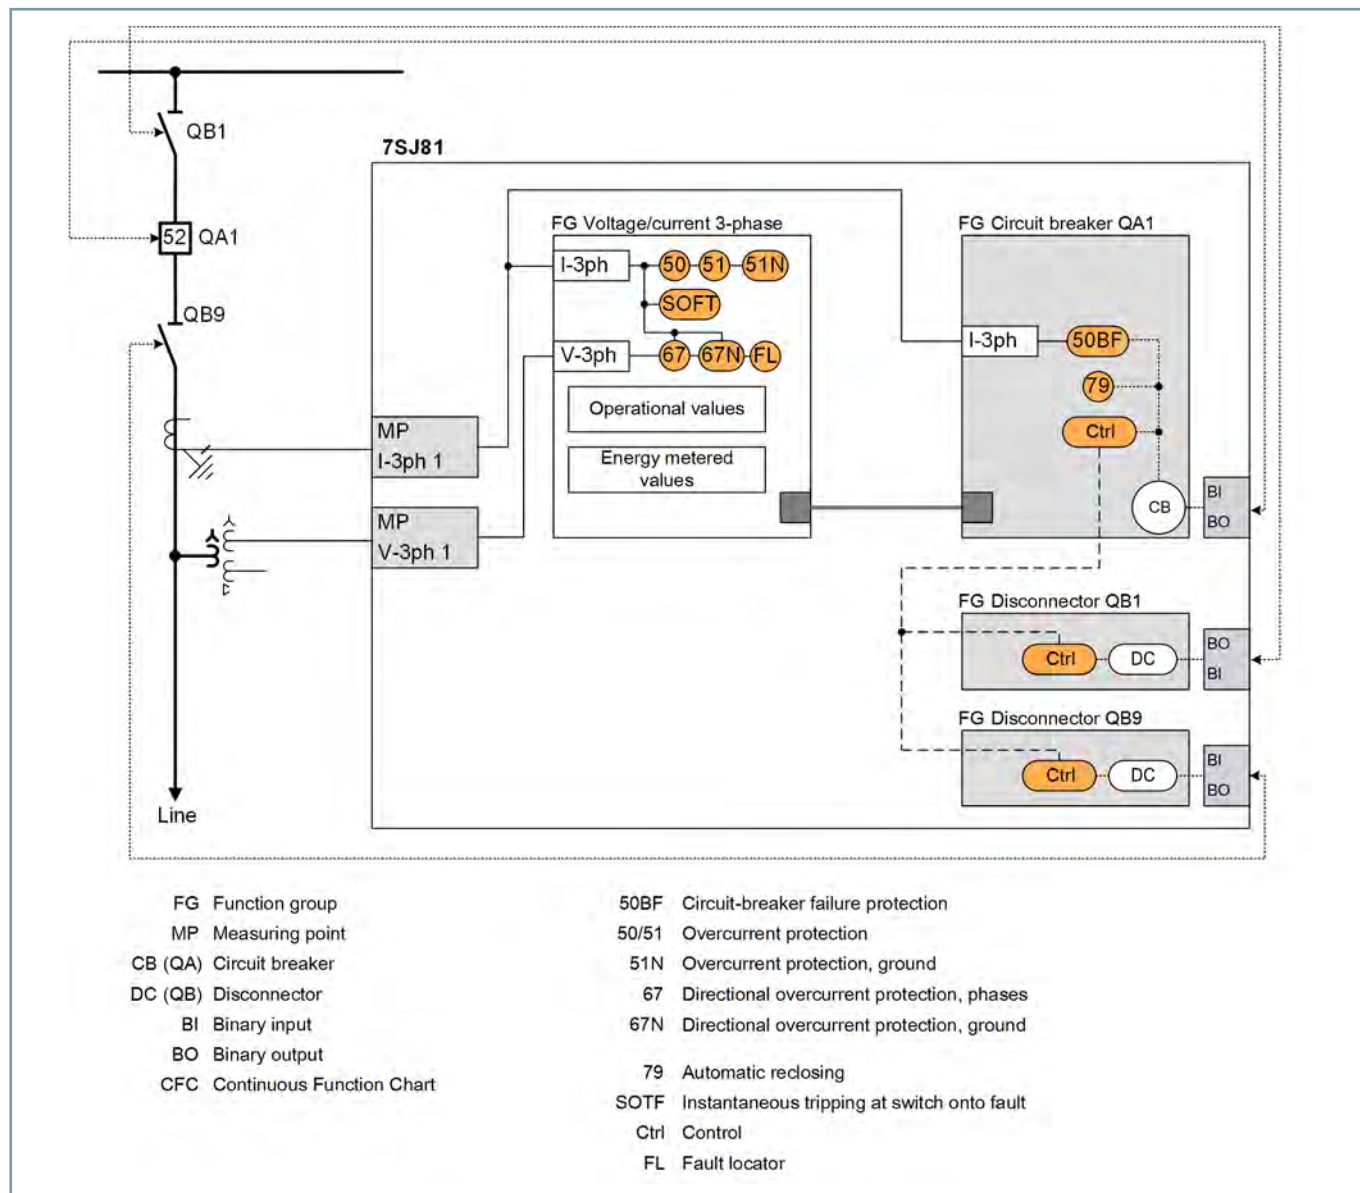 QB1
7SJ81
52 QA1
QB9
FG Voltage/current 3-phase
FG Circuit breaker QA1
I-3ph
50 51 51N
SOFT
V-3ph
67 67N FL
Operational values
Energy metered
values
I-3ph
50BF
79
Ctrl
CB
BI
BO
MP
I-3ph 1
MP
V-3ph 1
FG Disconnector QB1
Ctrl DC
BO
BI
FG Disconnector QB9
Ctrl DC
BI
BO
Line
FG Function group
MP Measuring point
CB (QA) Circuit breaker
DC (QB) Disconnector
BI Binary input
BO Binary output
CFC Continuous Function Chart
50BF Circuit-breaker failure protection
50/51 Overcurrent protection
51N Overcurrent protection, ground
67 Directional overcurrent protection, phases
67N Directional overcurrent protection, ground
79 Automatic reclosing
SOTF Instantaneous tripping at switch onto fault
Ctrl Control
FL Fault locator